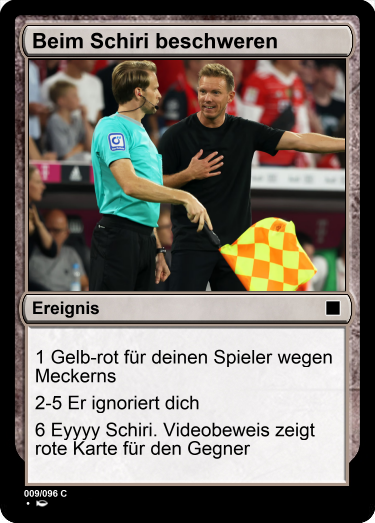 Beim Schiri beschweren
Ereignis
1 Gelb-rot für deinen Spieler wegen
Meckerns
2-5 Er ignoriert dich
6 Eyyyy Schiri. Videobeweis zeigt
rote Karte für den Gegner
009/096 C